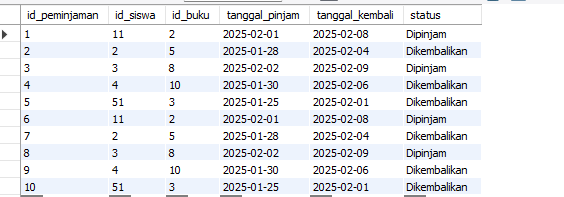 id_peminjaman id_siswa id_buku tanggal_pinjam tanggal_kembali status
1 11 2 2025-02-01 2025-02-08 Dipinjam
2 2 5 2025-01-28 2025-02-04 Dikembalikan
3 3 8 2025-02-02 2025-02-09 Dipinjam
4 4 10 2025-01-30 2025-02-06 Dikembalikan
5 51 3 2025-01-25 2025-02-01 Dikembalikan
6 11 2 2025-02-01 2025-02-08 Dipinjam
7 2 5 2025-01-28 2025-02-04 Dikembalikan
8 3 8 2025-02-02 2025-02-09 Dipinjam
9 4 10 2025-01-30 2025-02-06 Dikembalikan
10 51 3 2025-01-25 2025-02-01 Dikembalikan